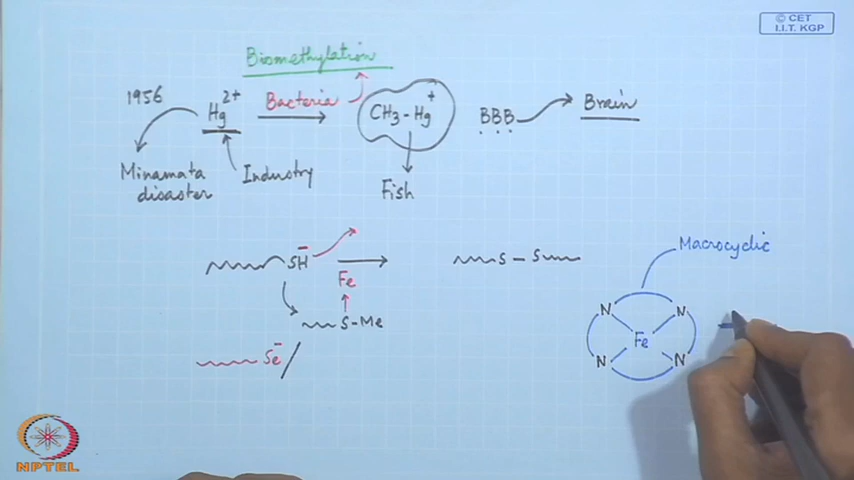 © CET
I.I.T. KGP
Biomethylation
1956
Hg2+
Bacteria
CH3-Hg+
BBB
Brain
Minamata
disaster
Industry
Fish
Macrocyclic
SH-
Fe
S-S
S-Me
Se-
N
N
Fe
N
N
NPTEL